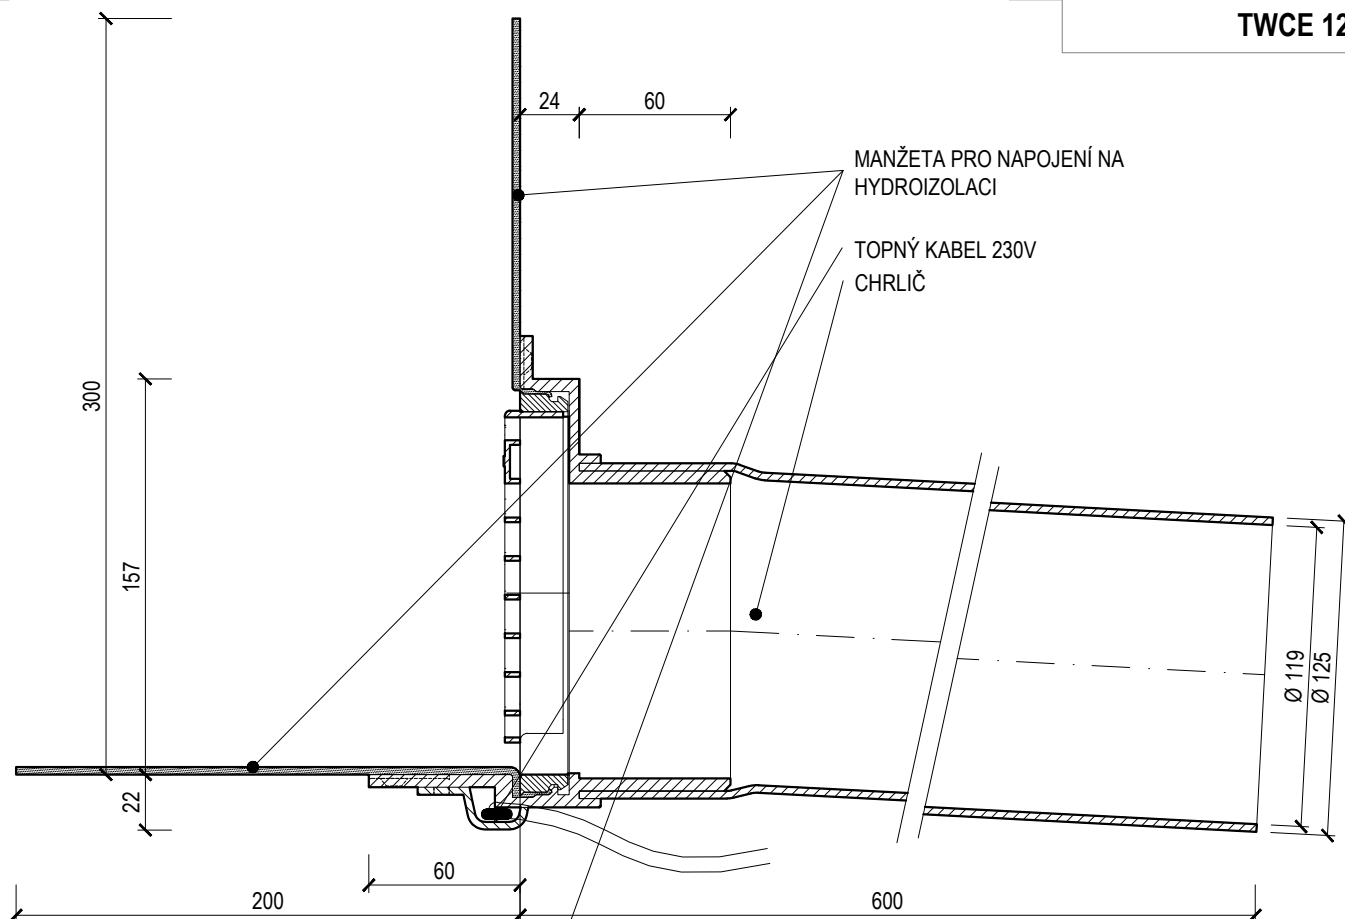 TWCE 12
24
60
MANŽETA PRO NAPOJENÍ NA
HYDROIZOLACI
TOPNÝ KABEL 230V
CHRLIČ
300
157
22
Ø 119
Ø 125
60
200
600